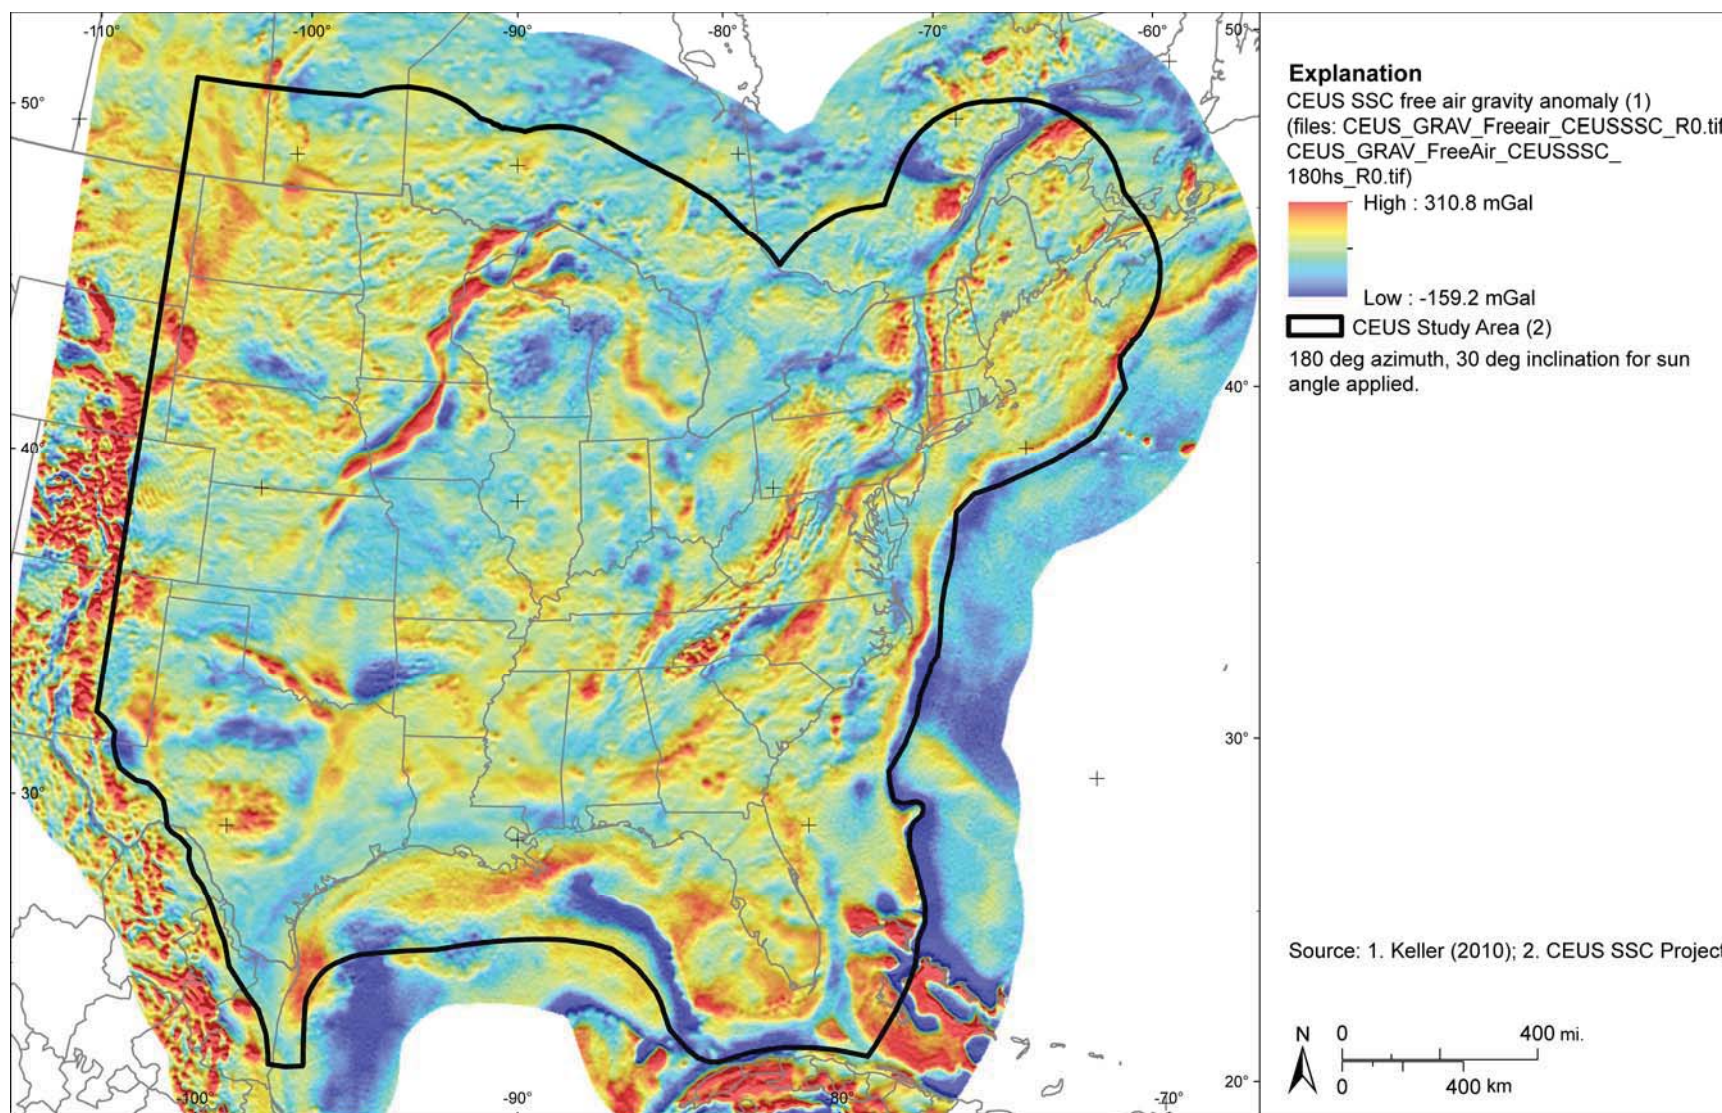 -110° -100° -90° -80° -70° -60° 50°
50°
40°
40°
30°
30°
20°
-100° -90° -80° -70°
Explanation
CEUS SSC free air gravity anomaly (1)
(files: CEUS_GRAV_Freeair_CEUSSSC_R0.tif
CEUS_GRAV_FreeAir_CEUSSSC_
180hs_R0.tif)
High : 310.8 mGal
Low : -159.2 mGal
CEUS Study Area (2)
180 deg azimuth, 30 deg inclination for sun
angle applied.
Source: 1. Keller (2010); 2. CEUS SSC Project
N 0 400 mi.
0 400 km